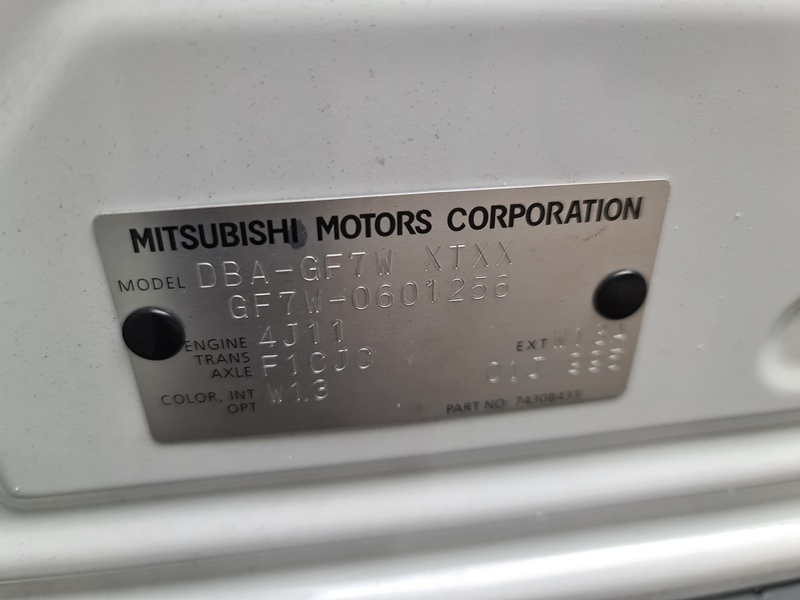 MITSUBISHI MOTORS CORPORATION
MODEL DBA-GF7W XTXX
GF7W-0601256
ENGINE 4J11
EXT
TRANS AXLE F1CJC
COLOR, INT W13
OPT
PART NO. 7430B433